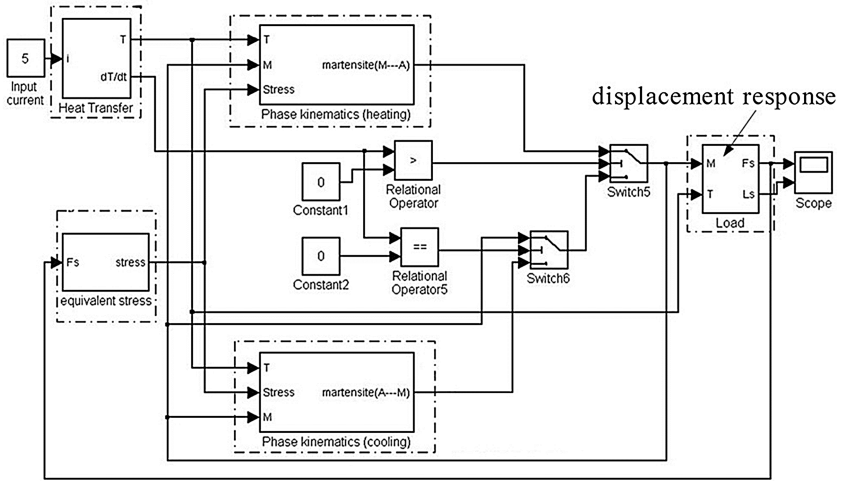 5
Input
current
i
T
dT/dt
Heat Transfer
T
M
Stress
martensite(M---A)
Phase kinematics (heating)
displacement response
0
Constant1
>
Relational
Operator
Switch5
M
T
Fs
Ls
Load
Scope
Fs
stress
equivalent stress
0
Constant2
==
Relational
Operator5
Switch6
T
Stress
M
martensite(A---M)
Phase kinematics (cooling)